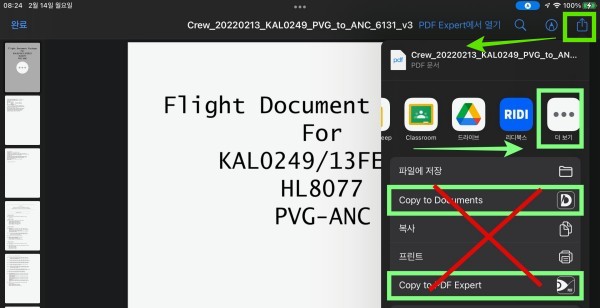 08:24 2월 14일 월요일
100%
완료
Crew_20220213_KAL0249_PVG_to_ANC_6131_v3
PDF Expert에서 열기
Flight Document
For
KAL0249/13FE
HL8077
PVG-ANC
pdf
Crew_20220213_KAL0249_PVG_to_AN...
PDF 문서
eep
Classroom
드라이브
RIDI
리디북스
더 보기
파일에 저장
Copy to Documents
복사
프린트
Copy to PDF Expert